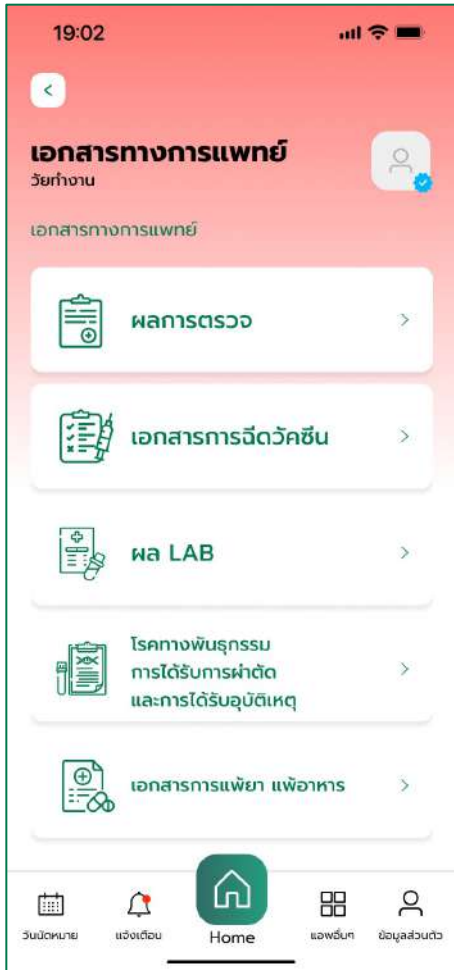 19:02
เอกสารทางการแพทย์
วัยทำงาน
เอกสารทางการแพทย์
ผลการตรวจ
เอกสารการฉีดวัคซีน
ผล LAB
โรคทางพันธุกรรม
การได้รับการผ่าตัด
และการได้รับอุบัติเหตุ
เอกสารการแพ้ยา แพ้อาหาร
วันนัดหมาย
แจ้งเตือน
Home
แอพอื่นๆ
ข้อมูลส่วนตัว